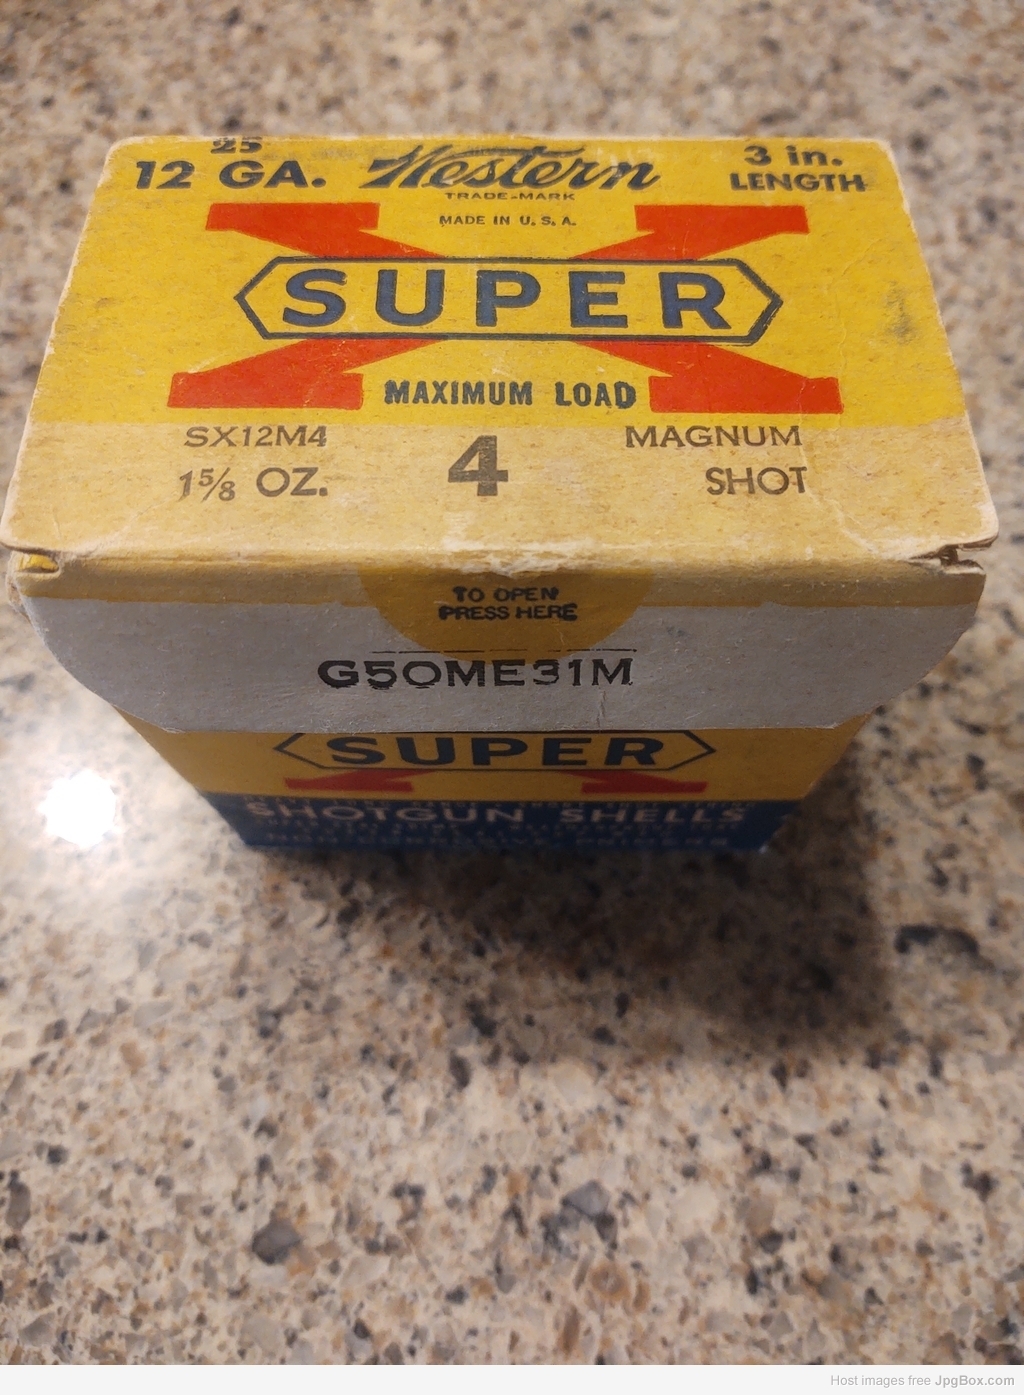 25
12 GA. Western 3 in.
TRADE-MARK LENGTH
MADE IN U.S.A.
X
SUPER
MAXIMUM LOAD
SX12M4 4 MAGNUM
1⅝ OZ. SHOT
TO OPEN
PRESS HERE
G50ME31M
SUPER
SHOTGUN SHELLS
Host images free JpgBox.com